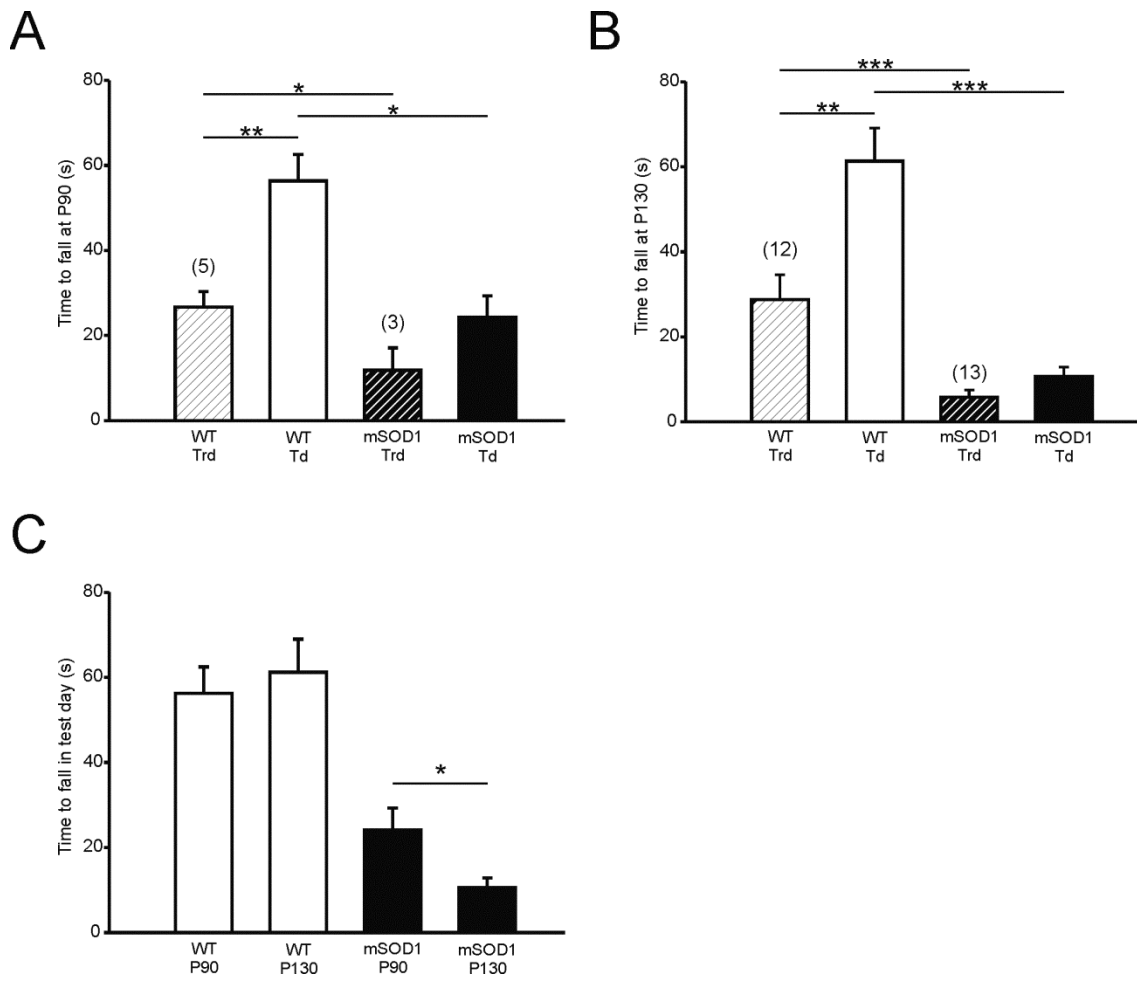 A
Time to fall at P90 (s)
80
60
40
20
0
*
**
*
(5)
(3)
WT
Trd
WT
Td
mSOD1
Trd
mSOD1
Td
B
Time to fall at P130 (s)
80
60
40
20
0
***
**
***
(12)
(13)
WT
Trd
WT
Td
mSOD1
Trd
mSOD1
Td
C
Time to fall in test day (s)
80
60
40
20
0
*
WT
P90
WT
P130
mSOD1
P90
mSOD1
P130